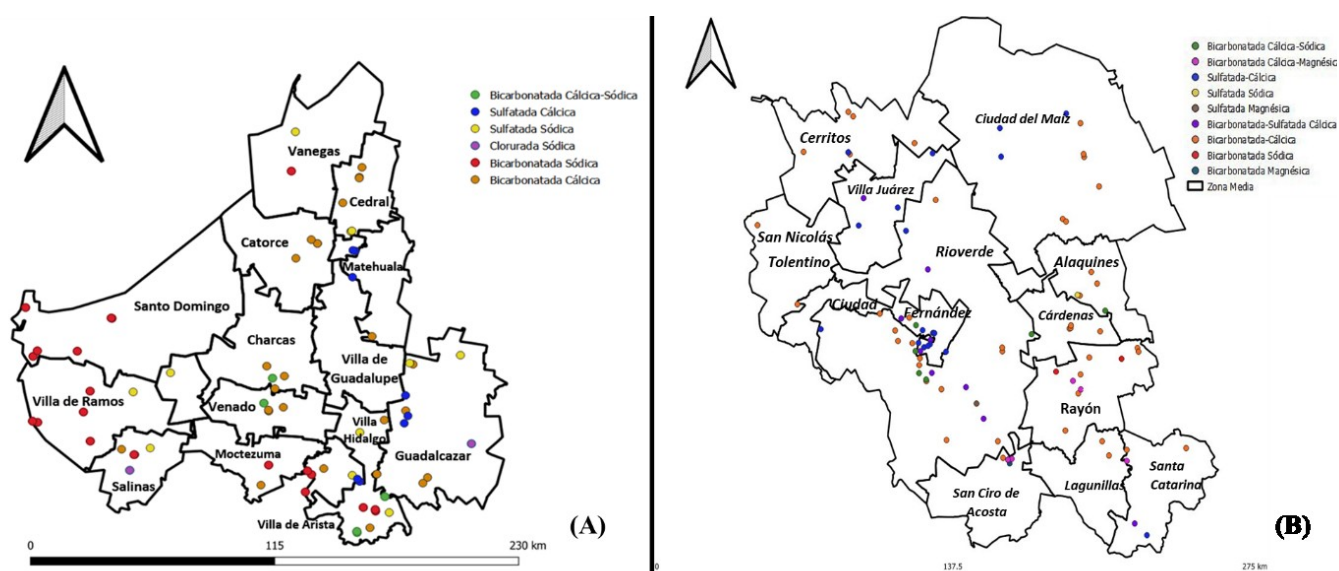 Bicarbonatada Cálcica-Sódica
Sulfatada Cálcica
Sulfatada Sódica
Clorurada Sódica
Bicarbonatada Sódica
Bicarbonatada Cálcica
Vanegas
Cedral
Catorce
Matehuala
Santo Domingo
Charcas
Villa de
Guadalupe
Villa de Ramos
Venado
Villa
Hidalgo
Moctezuma
Guadalcazar
Salinas
Villa de Arista
(A)
0
115
230 km
Bicarbonatada Cálcica-Sódica
Bicarbonatada Cálcica-Magnésica
Sulfatada-Cálcica
Sulfatada Sódica
Sulfatada Magnésica
Bicarbonatada-Sulfatada Cálcica
Bicarbonatada-Cálcica
Bicarbonatada Sódica
Bicarbonatada Magnésica
Zona Media
Ciudad del Maíz
Cerritos
Villa Juárez
San Nicolás
Tolentino
Rioverde
Alaquines
Ciudad
Fernández
Cárdenas
Rayón
Santa
Catarina
Lagunillas
San Ciro de
Acosta
(B)
0
137.5
275 km